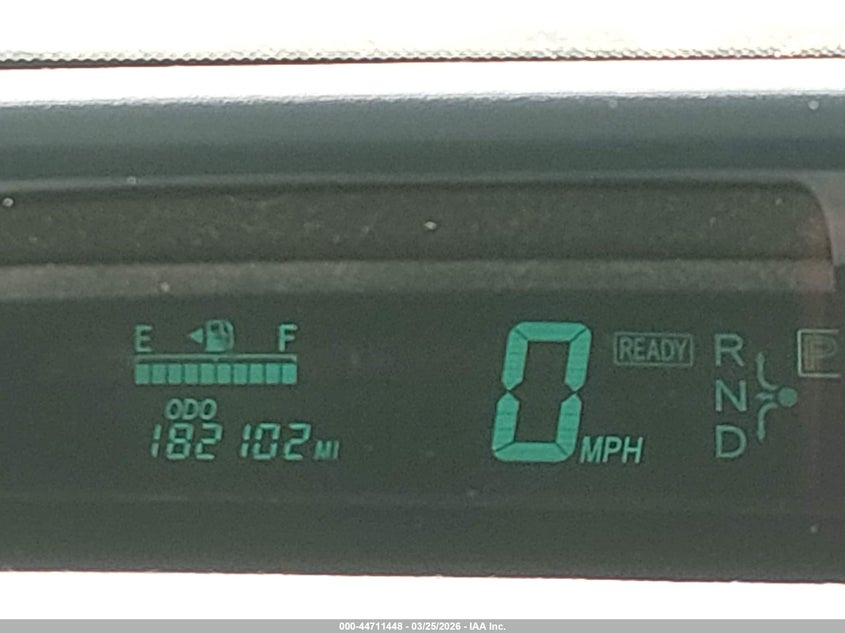 E F
ODO
182102 MI
0 MPH
READY
R
N
D
P
000-44711448 - 03/25/2026 - IAA Inc.